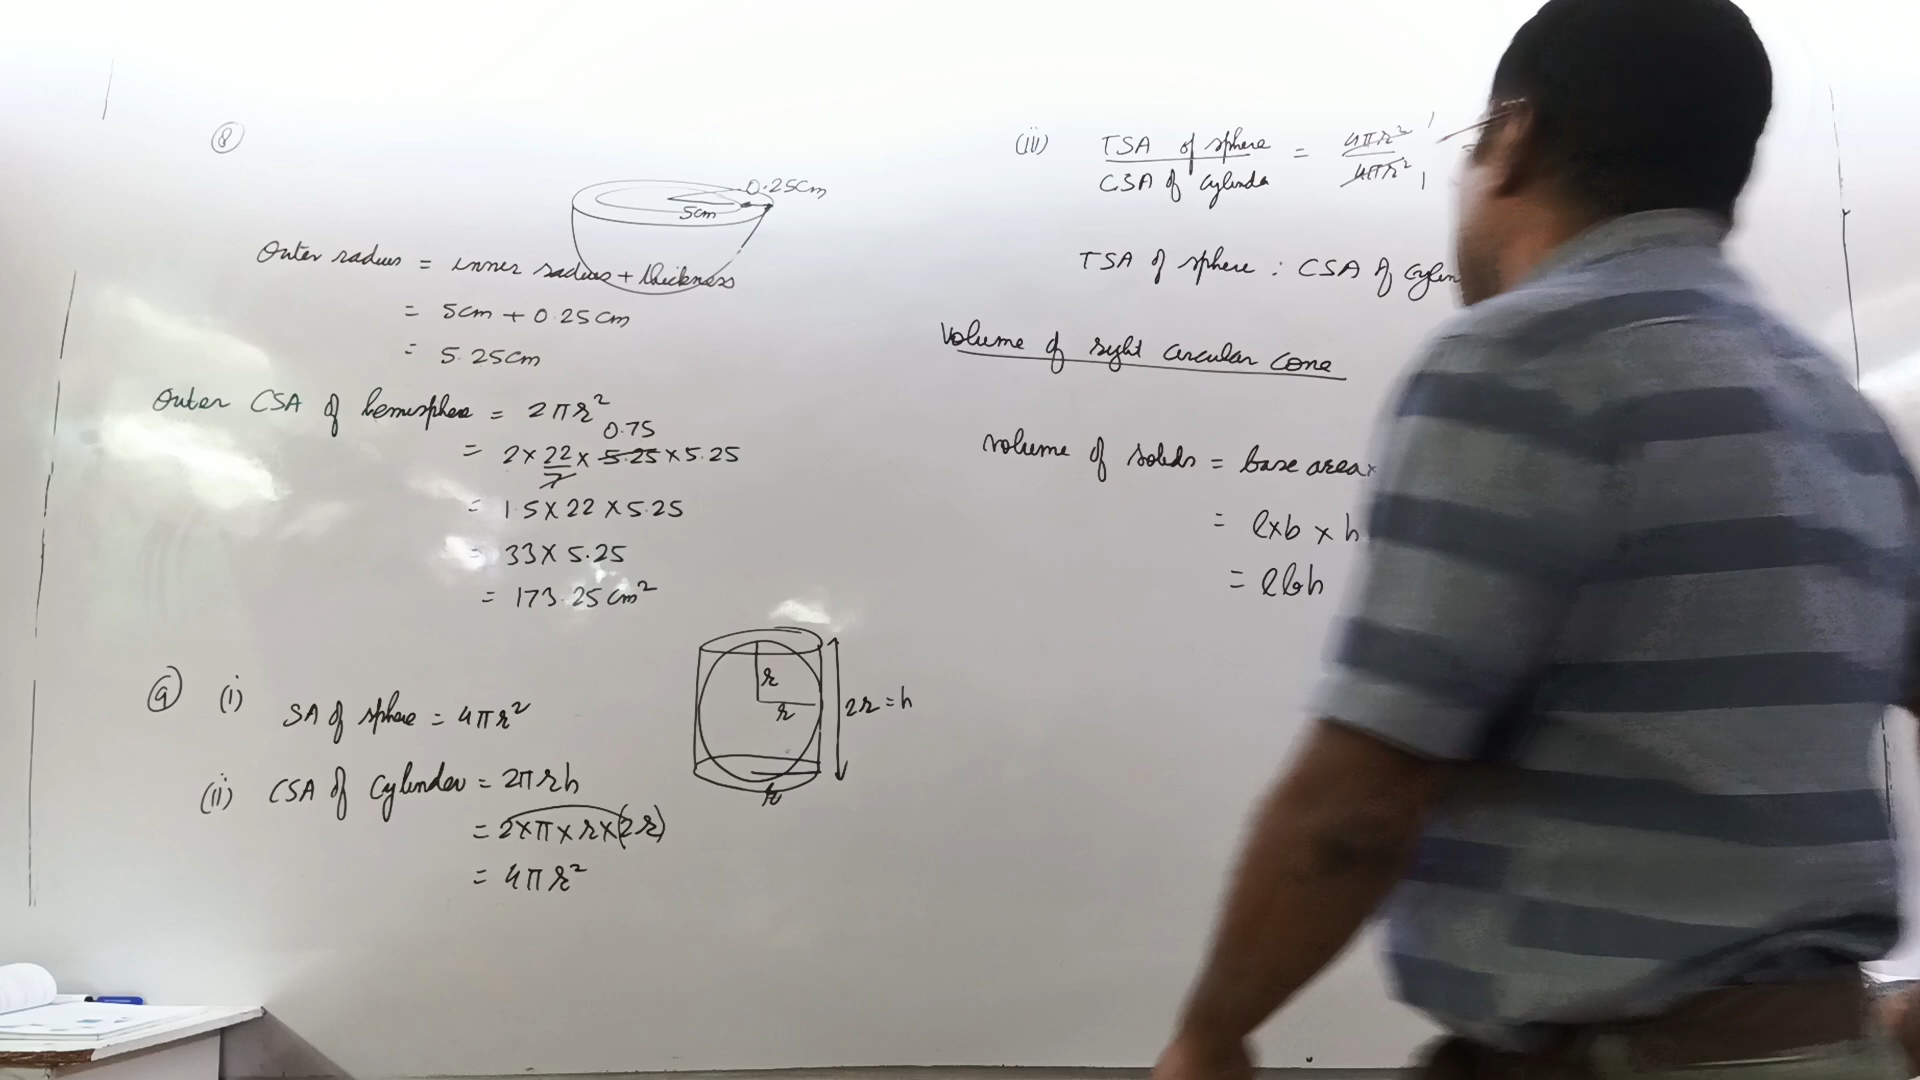 8
0.25cm
5cm
Outer radius = inner radius + thickness
= 5cm + 0.25cm
= 5.25cm
Outer CSA of hemisphere = 2πr²
0.75
= 2 × 22/7 × 5.25 × 5.25
= 1.5 × 22 × 5.25
= 33 × 5.25
= 173.25 cm²
9 (i) SA of sphere = 4πr²
r
r
2r = h
r
(ii) CSA of Cylinder = 2πrh
= 2×π×r×(2r)
= 4πr²
(iii) TSA of sphere / CSA of Cylinder = 4πr² 1 / 4πr² 1
TSA of sphere : CSA of
Volume of right circular cone
volume of solids = base area ×
= l×b × h
= lbh